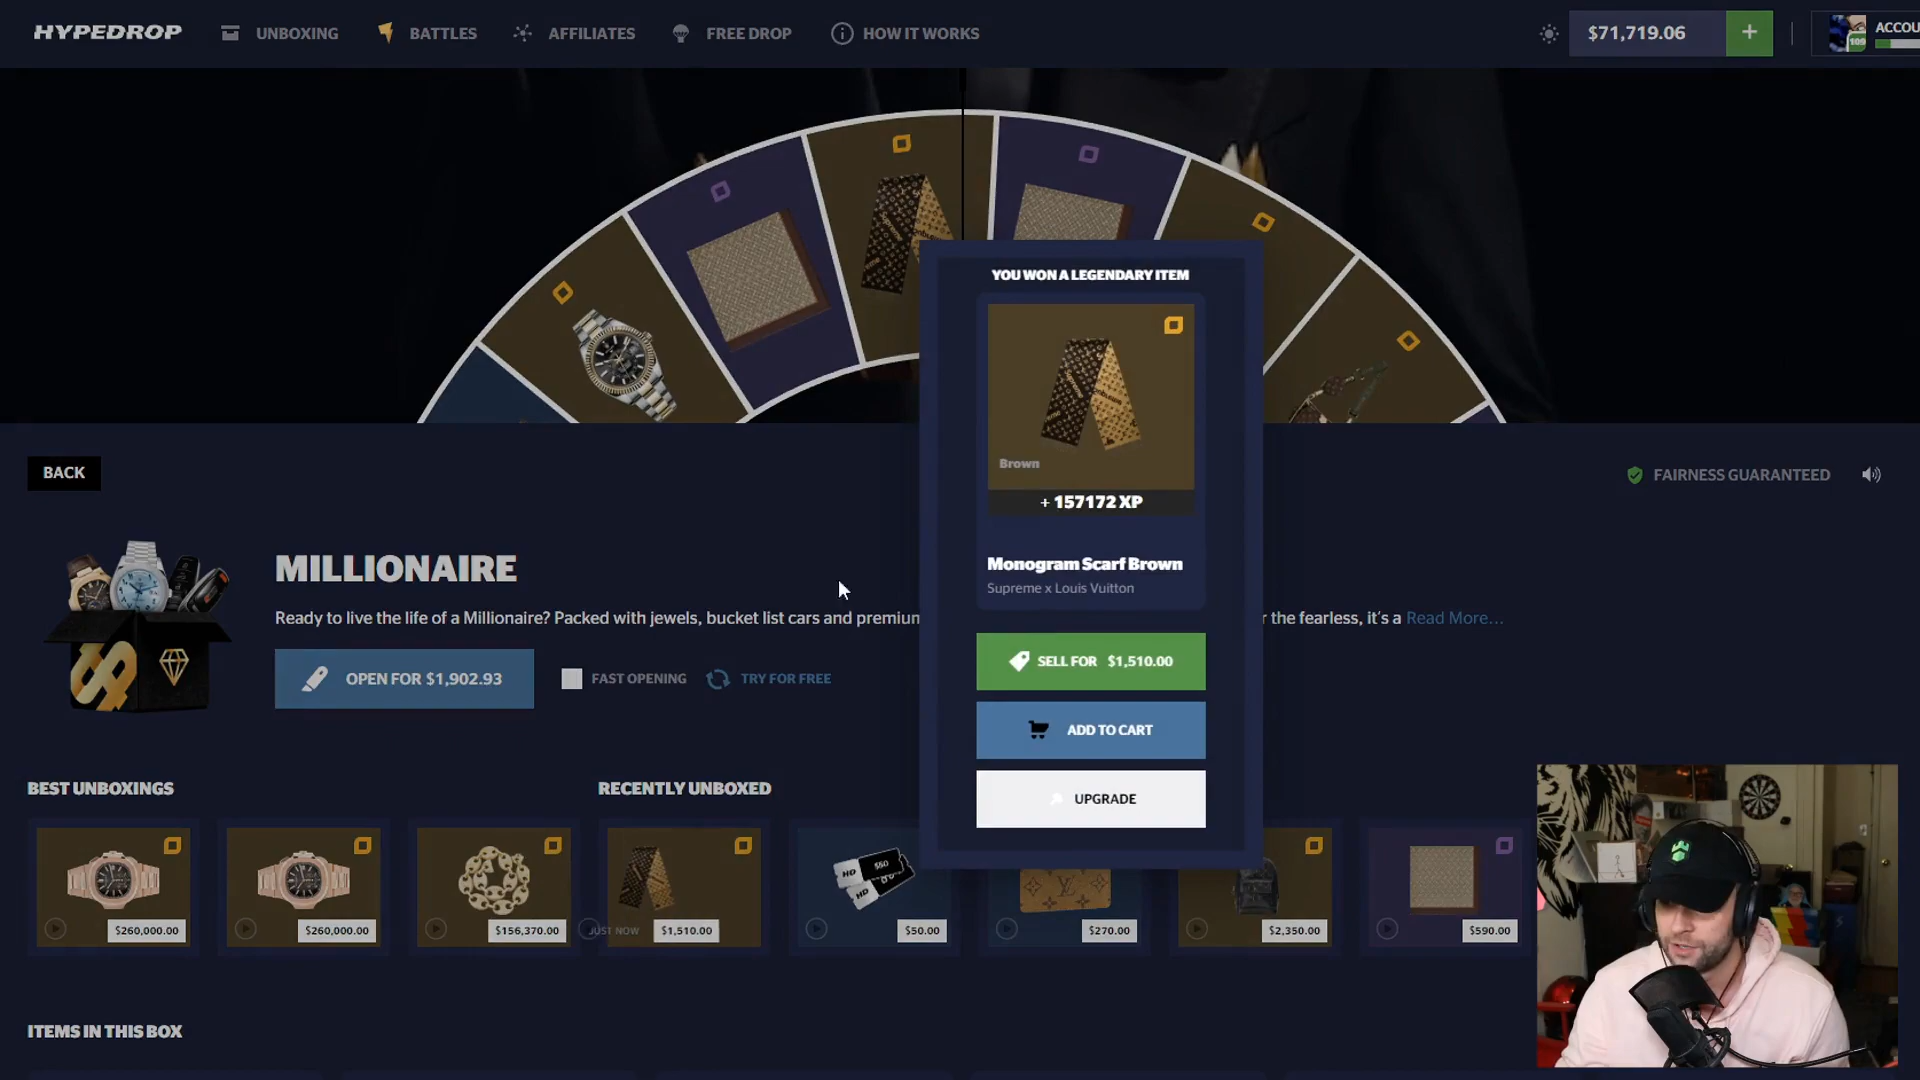 HYPEDROP UNBOXING BATTLES AFFILIATES FREE DROP HOW IT WORKS $71,719.06 + 109 ACCOU
YOU WON A LEGENDARY ITEM
Brown
+ 157172 XP
Monogram Scarf Brown
Supreme x Louis Vuitton
SELL FOR $1,510.00
ADD TO CART
UPGRADE
BACK
FAIRNESS GUARANTEED
MILLIONAIRE
Ready to live the life of a Millionaire? Packed with jewels, bucket list cars and premium r the fearless, it's a Read More...
OPEN FOR $1,902.93 FAST OPENING TRY FOR FREE
BEST UNBOXINGS
$260,000.00 $260,000.00 $156,370.00
RECENTLY UNBOXED
JUST NOW $1,510.00 $50.00 $270.00 $2,350.00 $590.00
HD $50
HD
ITEMS IN THIS BOX